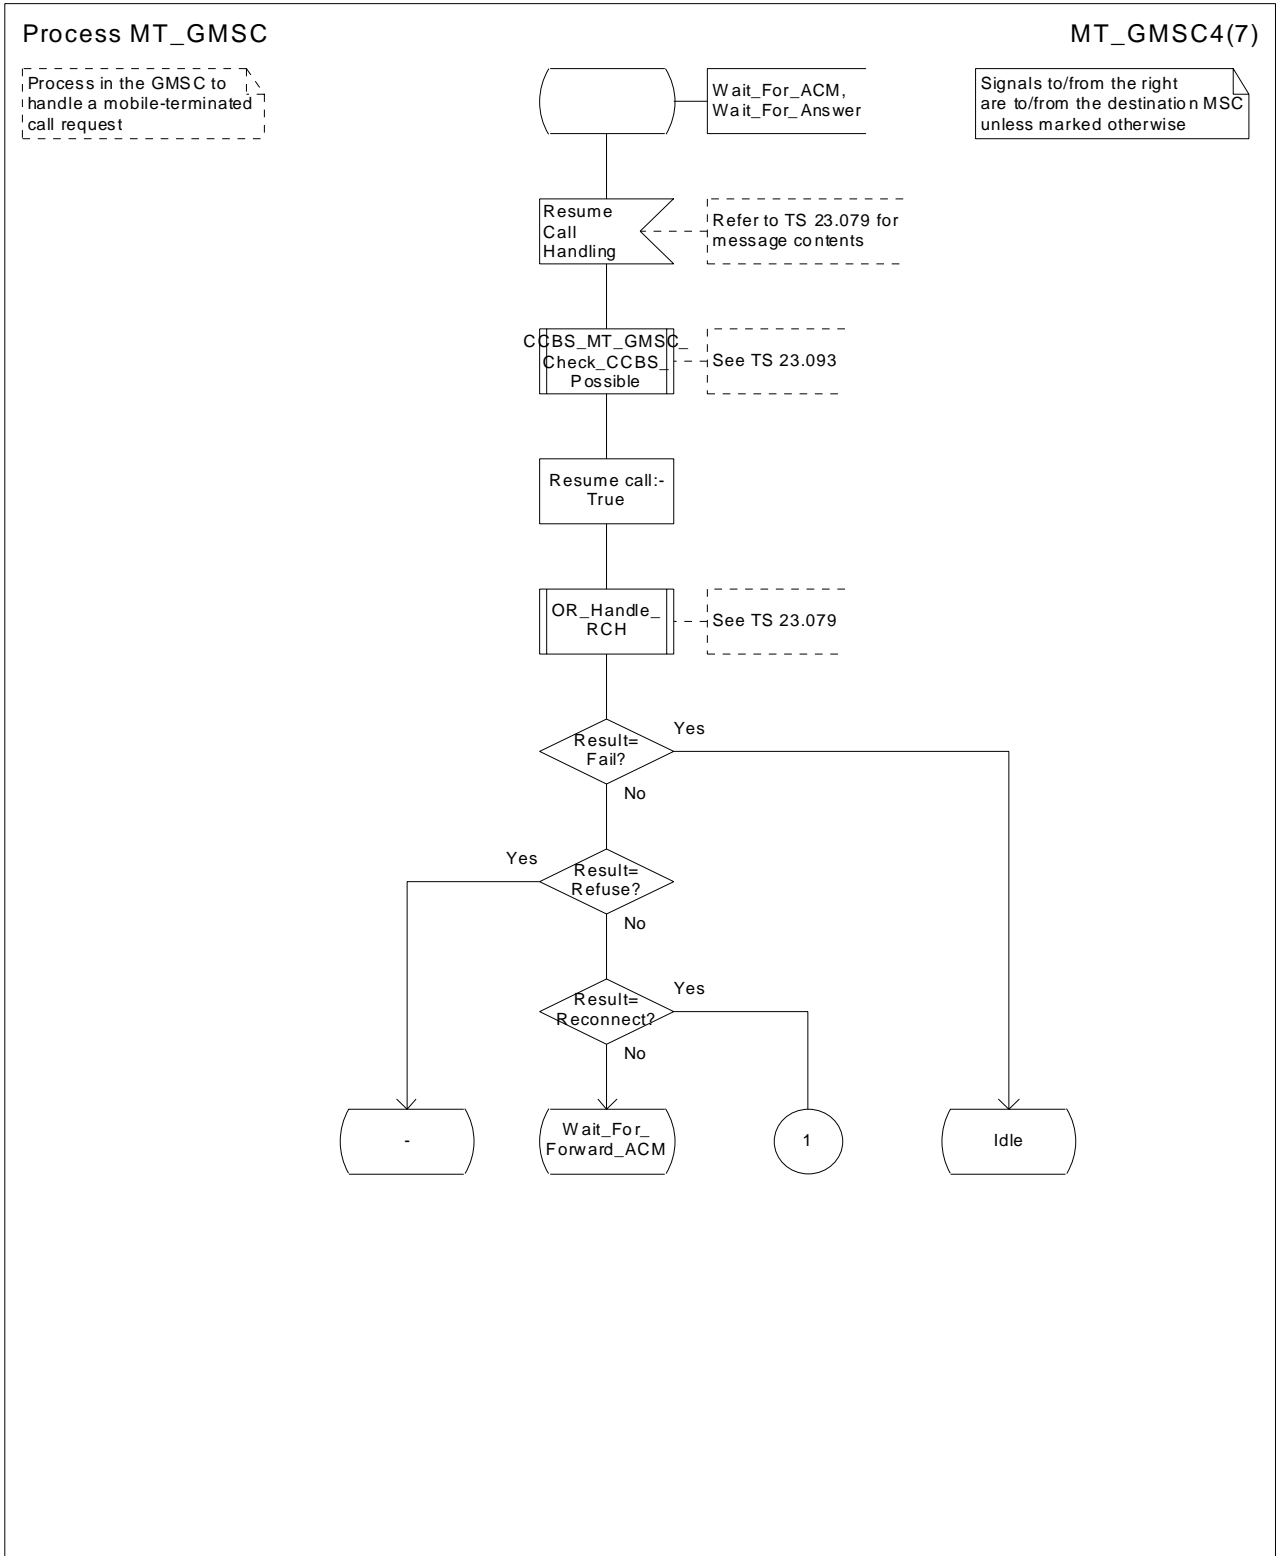 Process MT_GMSC
MT_GMSC4(7)
Process in the GMSC to
handle a mobile-terminated
call request
Wait_For_ACM,
Wait_For_Answer
Signals to/from the right
are to/from the destination MSC
unless marked otherwise
Resume
Call
Handling
Refer to TS 23.079 for
message contents
CCBS_MT_GMSC_
Check_CCBS_
Possible
See TS 23.093
Resume call:-
True
OR_Handle_
RCH
See TS 23.079
Result=
Fail?
Yes
No
Result=
Refuse?
Yes
No
Result=
Reconnect?
Yes
No
-
Wait_For_
Forward_ACM
1
Idle